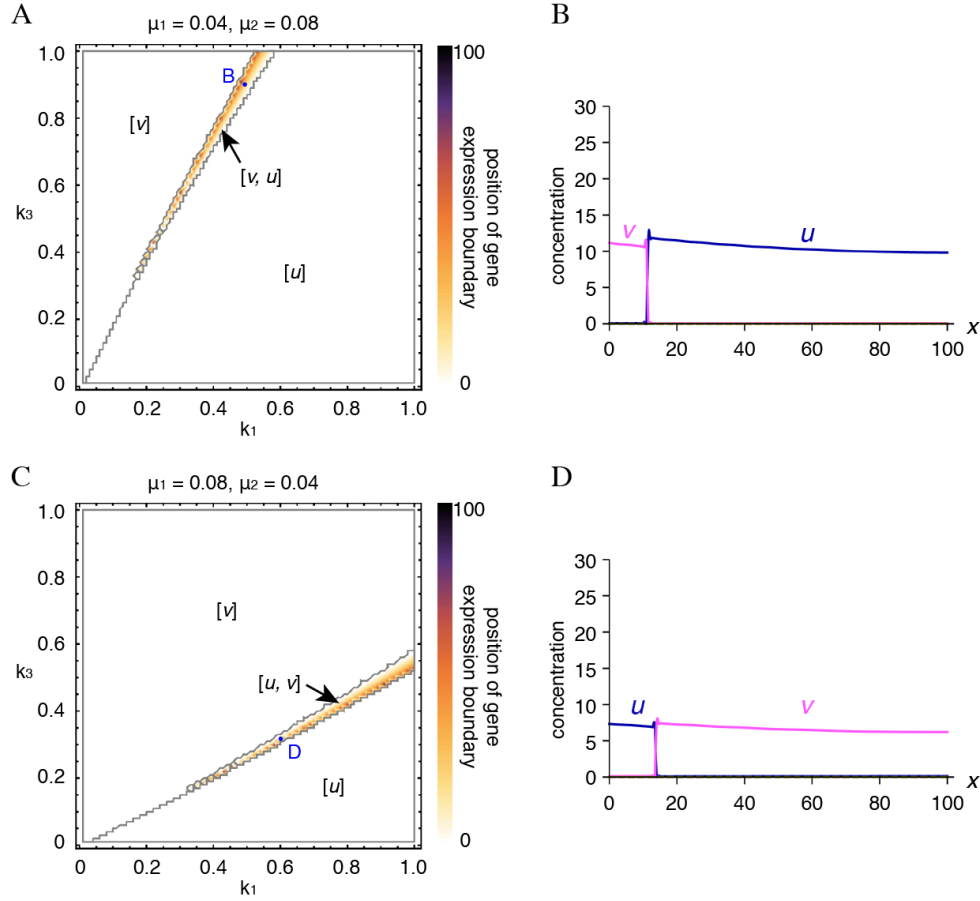 A
μ1 = 0.04, μ2 = 0.08
1.0
0.8
0.6
k3
0.4
0.2
0
0
0.2
0.4
0.6
0.8
1.0
k1
B
[v]
[v, u]
[u]
100
0
position of gene
expression boundary
B
30
25
20
15
10
5
0
concentration
v
u
0
20
40
60
80
100
x
C
μ1 = 0.08, μ2 = 0.04
1.0
0.8
0.6
k3
0.4
0.2
0
0
0.2
0.4
0.6
0.8
1.0
k1
[v]
[u, v]
D
[u]
100
0
position of gene
expression boundary
D
30
25
20
15
10
5
0
concentration
u
v
0
20
40
60
80
100
x